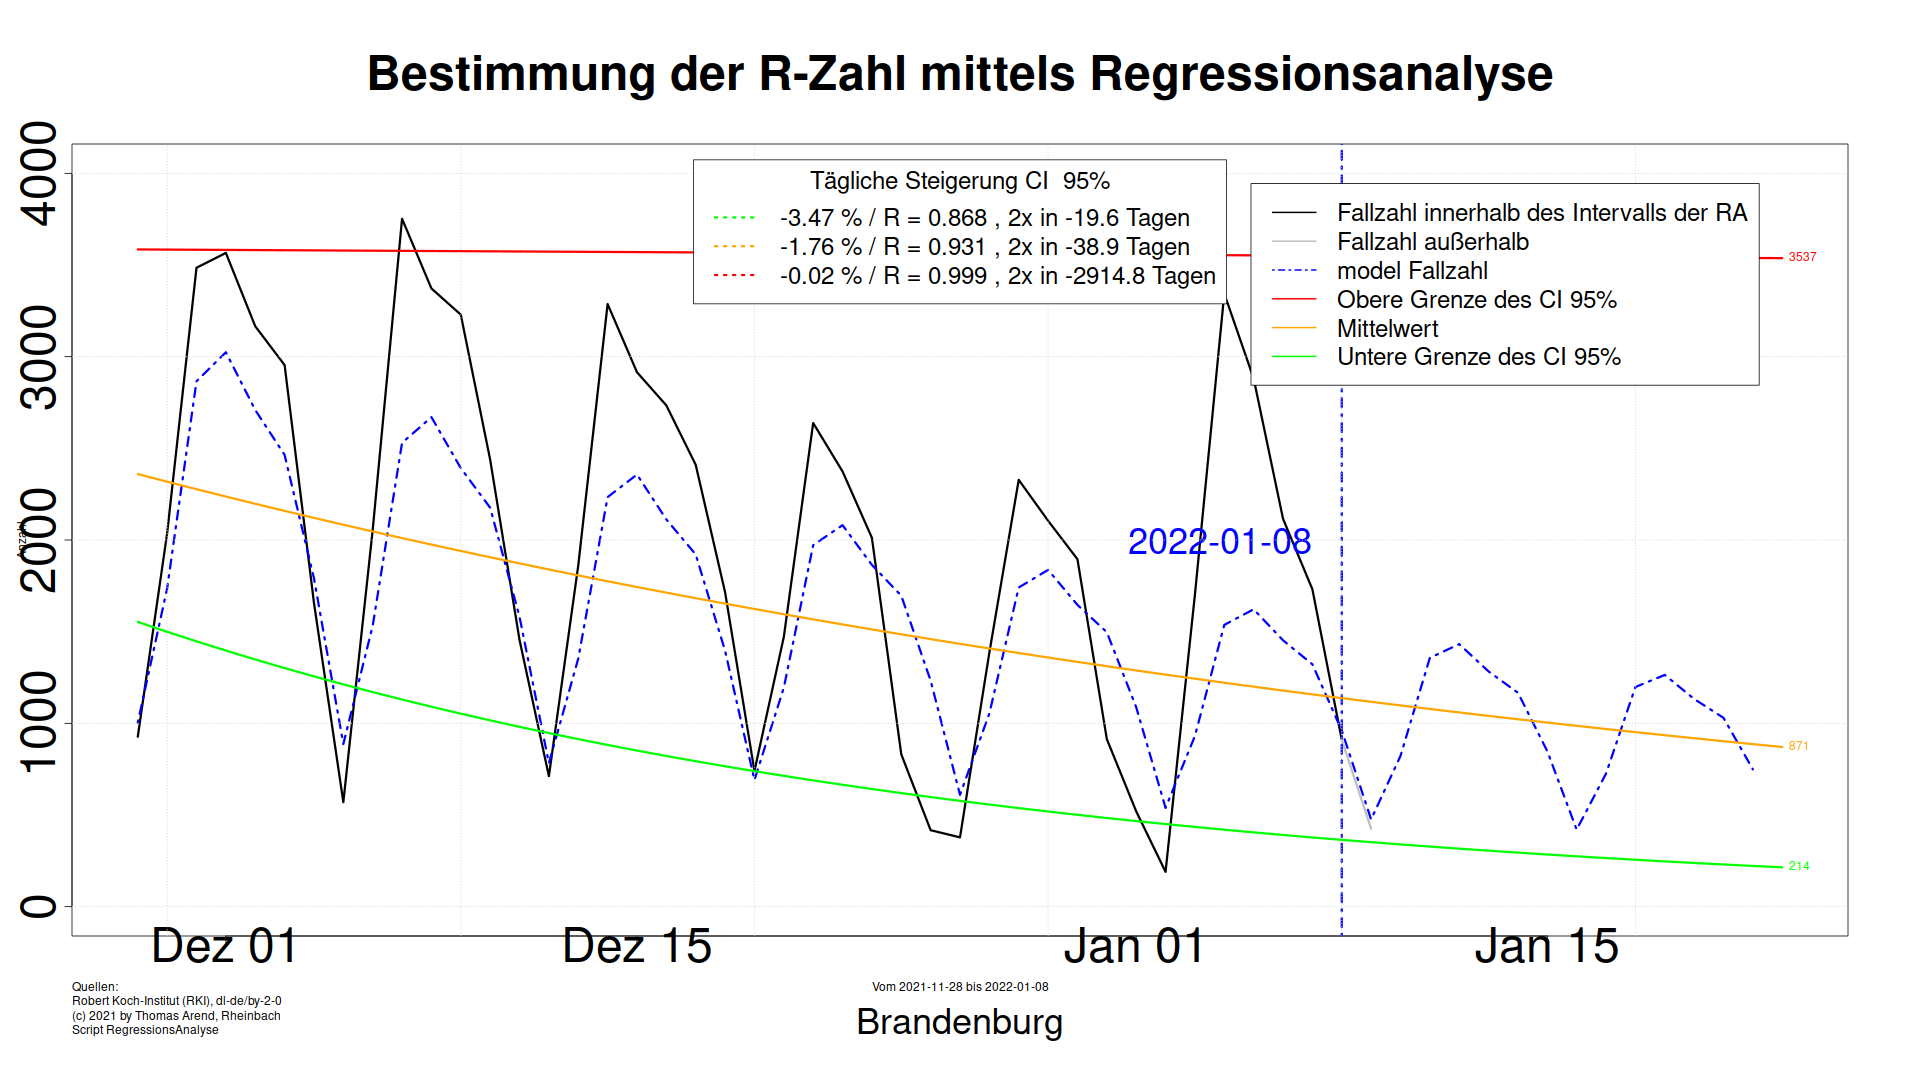 Bestimmung der R-Zahl mittels Regressionsanalyse
Tägliche Steigerung CI  95%
-3.47 % / R = 0.868 , 2x in -19.6 Tagen
-1.76 % / R = 0.931 , 2x in -38.9 Tagen
-0.02 % / R = 0.999 , 2x in -2914.8 Tagen
Fallzahl innerhalb des Intervalls der RA
Fallzahl außerhalb
model Fallzahl
Obere Grenze des CI 95%
Mittelwert
Untere Grenze des CI 95%
4000
3000
2000
1000
0
Anzahl
3537
2022-01-08
871
214
Dez 01
Dez 15
Jan 01
Jan 15
Quellen:
Robert Koch-Institut (RKI), dl-de/by-2-0
(c) 2021 by Thomas Arend, Rheinbach
Script RegressionsAnalyse
Vom 2021-11-28 bis 2022-01-08
Brandenburg